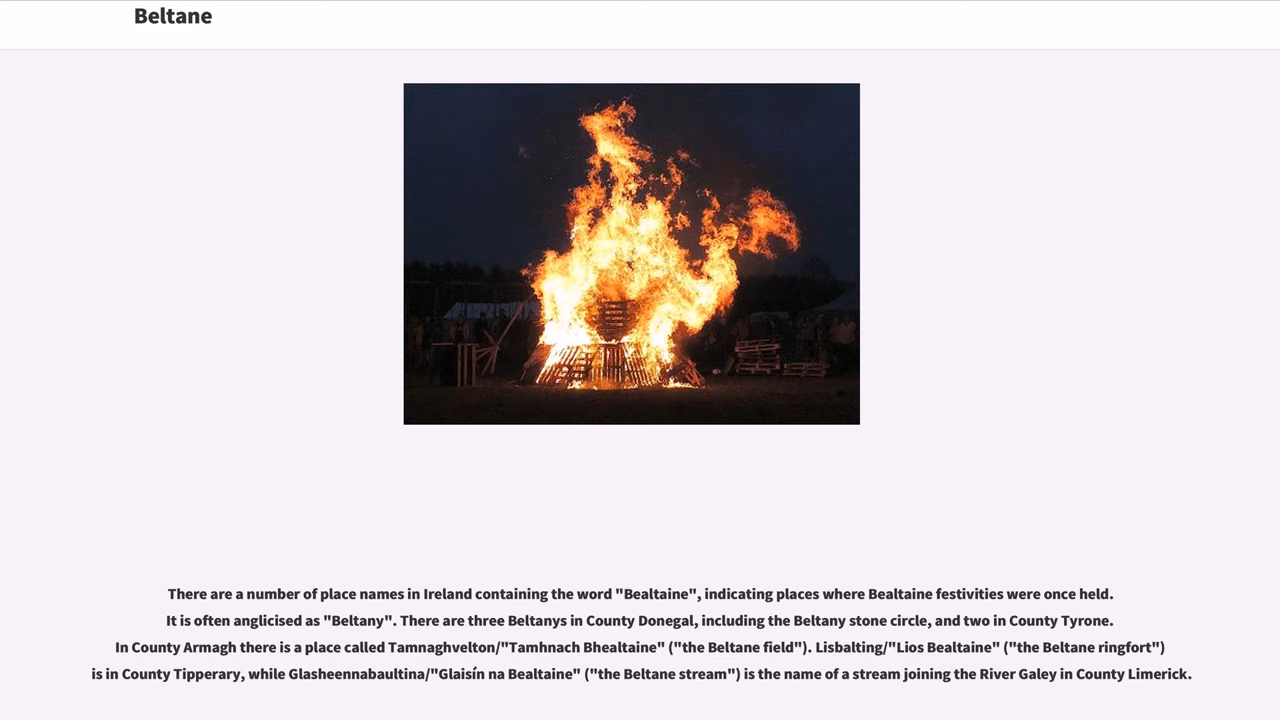 Beltane
There are a number of place names in Ireland containing the word "Bealtaine", indicating places where Bealtaine festivities were once held.
It is often anglicised as "Beltany". There are three Beltanys in County Donegal, including the Beltany stone circle, and two in County Tyrone.
In County Armagh there is a place called Tamnaghvelton/"Tamhnach Bhealtaine" ("the Beltane field"). Lisbalting/"Lios Bealtaine" ("the Beltane ringfort")
is in County Tipperary, while Glasheennabaultina/"Glaisín na Bealtaine" ("the Beltane stream") is the name of a stream joining the River Galey in County Limerick.